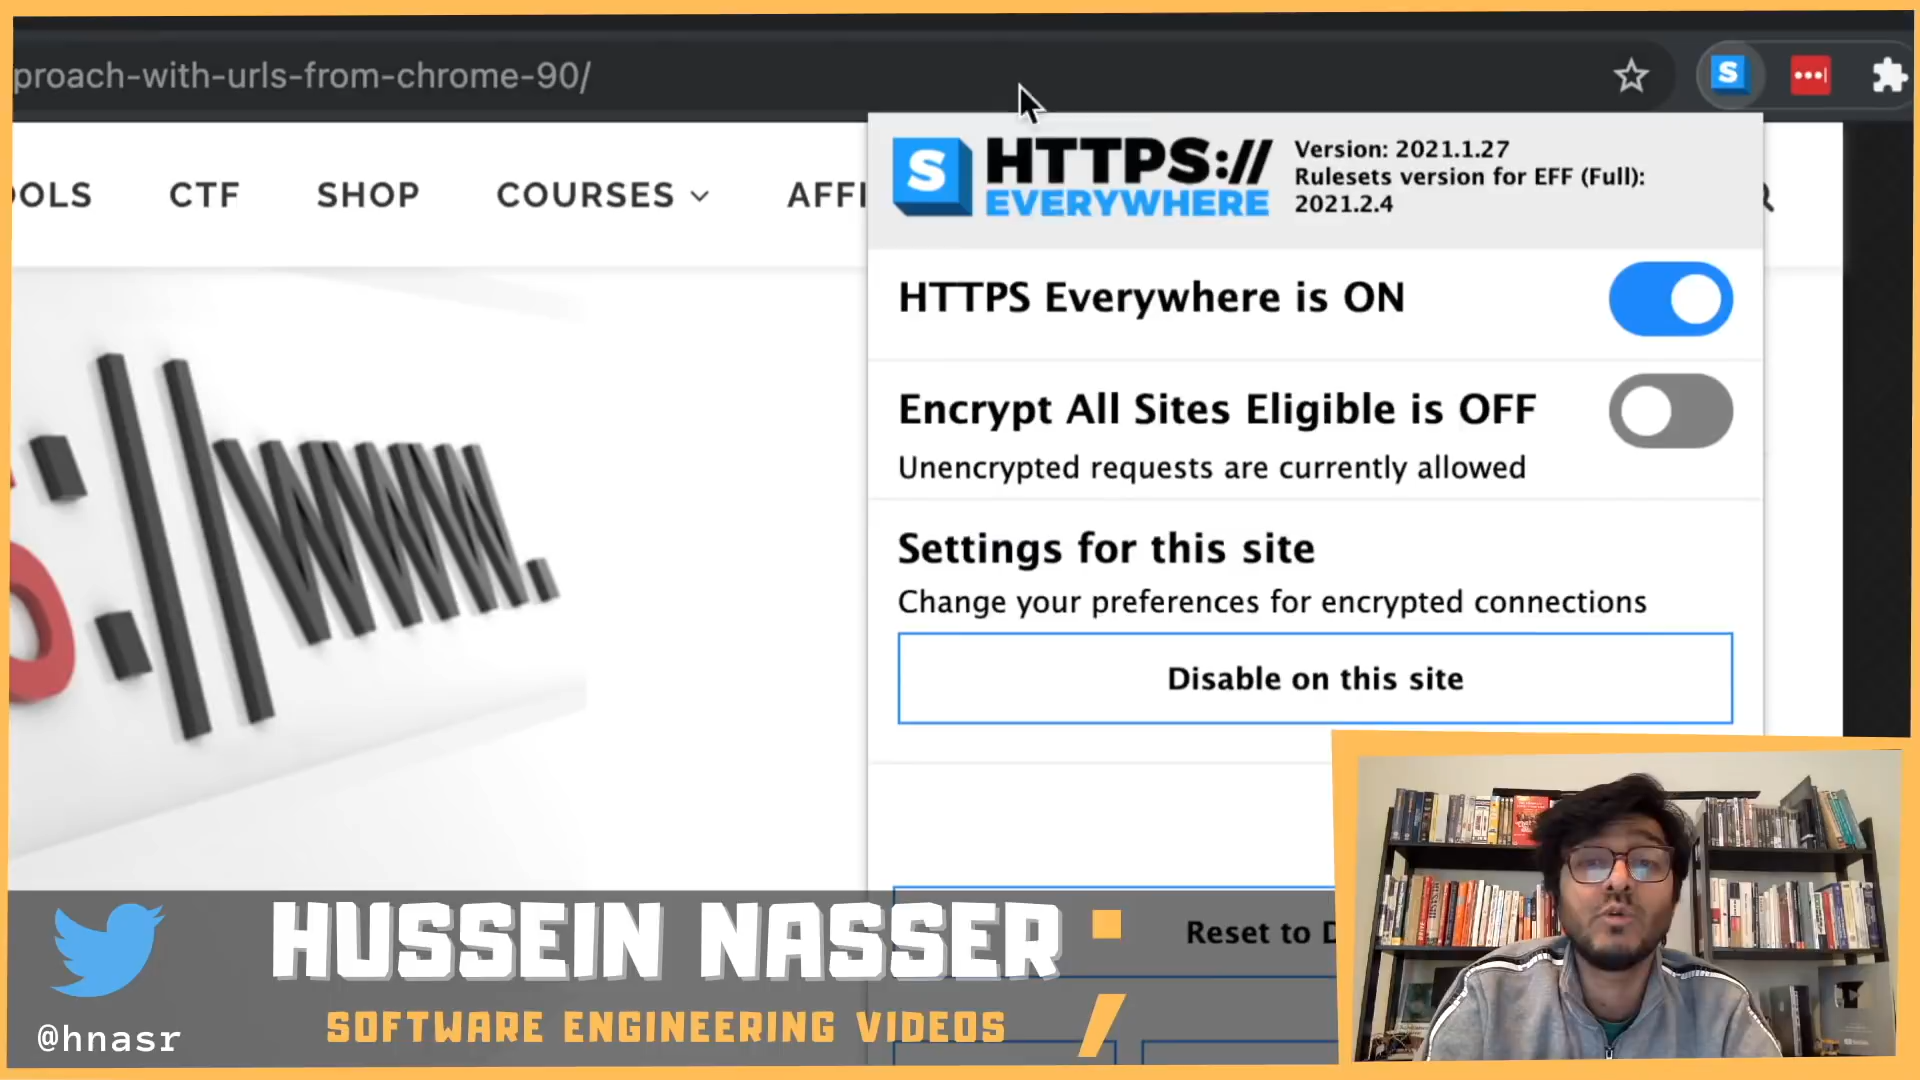 proach-with-urls-from-chrome-90/
S
OLS CTF SHOP COURSES AFFI
S HTTPS://
EVERYWHERE
Version: 2021.1.27
Rulesets version for EFF (Full):
2021.2.4
HTTPS Everywhere is ON
Encrypt All Sites Eligible is OFF
Unencrypted requests are currently allowed
Settings for this site
Change your preferences for encrypted connections
Disable on this site
://www.
Reset to D
HUSSEIN NASSER
SOFTWARE ENGINEERING VIDEOS
@hnasr